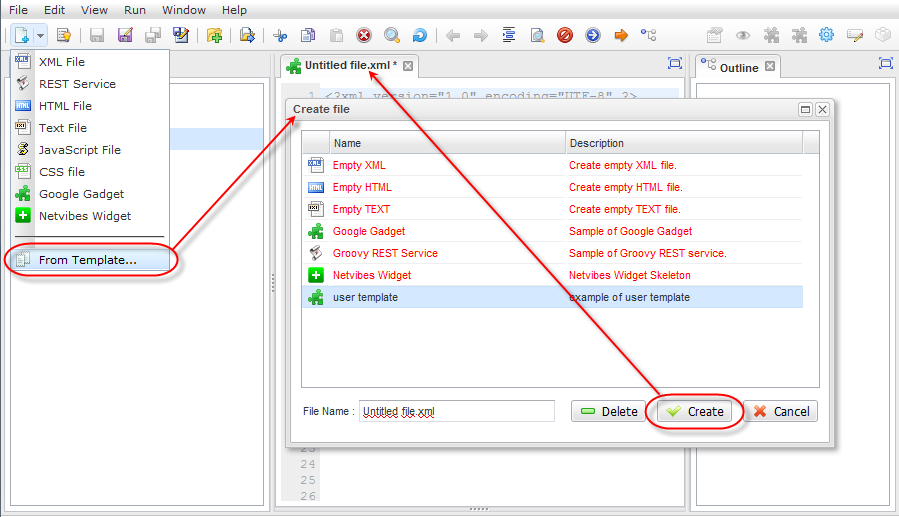 File Edit View Run Window Help
XML File
REST Service
HTML File
Text File
JavaScript File
CSS file
Google Gadget
Netvibes Widget
From Template...
Untitled file.xml *
Outline
1 <?xml version="1.0" encoding="UTF-8" ?>
Create file
Name Description
Empty XML Create empty XML file.
Empty HTML Create empty HTML file.
Empty TEXT Create empty TEXT file.
Google Gadget Sample of Google Gadget
Groovy REST Service Sample of Groovy REST service.
Netvibes Widget Netvibes Widget Skeleton
user template example of user template
File Name : Untitled file.xml Delete Create Cancel
23
24
25
26